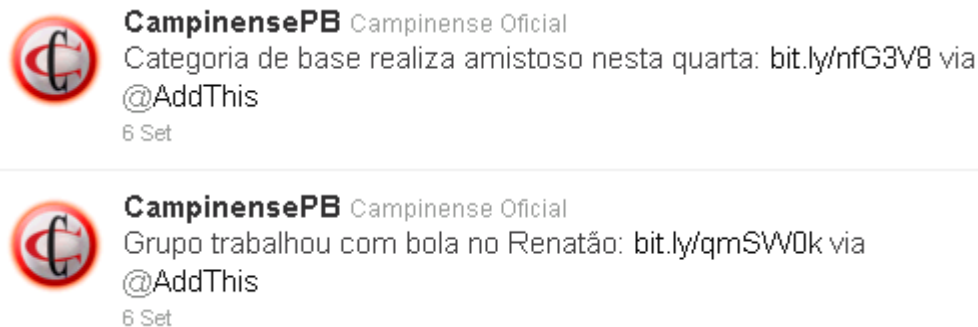 CampinensePB Campinense Oficial
Categoria de base realiza amistoso nesta quarta: bit.ly/nfG3V8 via
@AddThis
6 Set
CampinensePB Campinense Oficial
Grupo trabalhou com bola no Renatão: bit.ly/qmSW0k via
@AddThis
6 Set